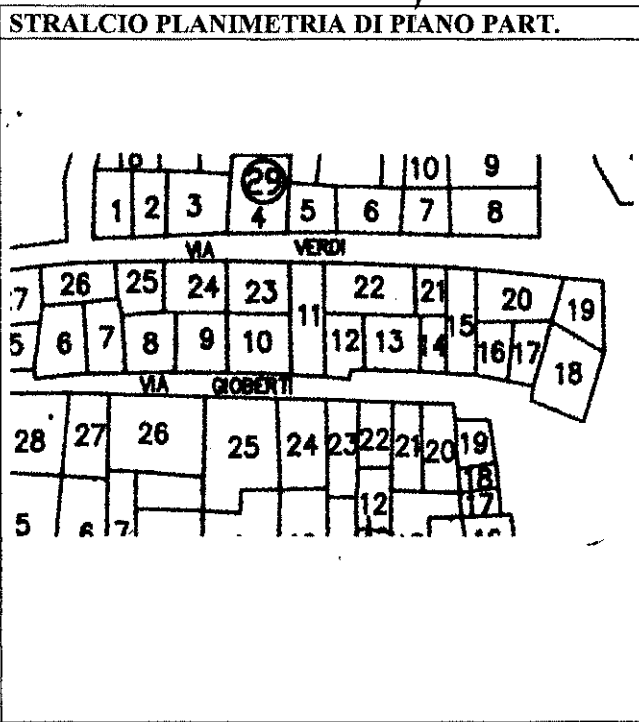 STRALCIO PLANIMETRIA DI PIANO PART.
10 9
29
1 2 3 4 5 6 7 8
VIA VERDI
26 25 24 23 11 22 21 15 20 19
6 7 8 9 10 12 13 14 16 17 18
VIA GIOBERTI
28 27 26 25 24 23 22 21 20 19
18
12 17
5 6 7